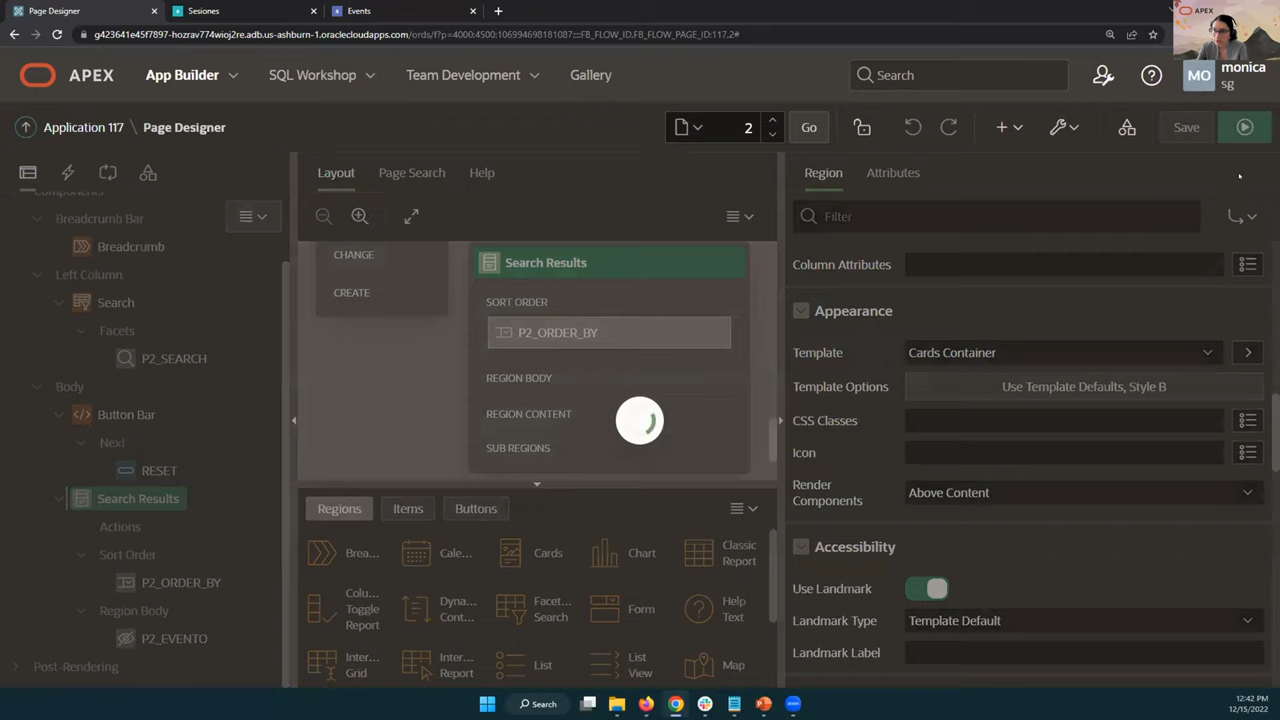 Page Designer
Sesiones
Events
g423641e45f7897-hozrav774wioj2re.adb.us-ashburn-1.oraclecloudapps.com/ords/f?p=4000:4500:16398696818108​7:::FB_FLOW_ID,FB_FLOW_PAGE_ID:117,2#
APEX
APEX App Builder SQL Workshop Team Development Gallery
Search
MO
monica
sg
Application 117 Page Designer
2 Go
Save
Layout Page Search Help
Region Attributes
Filter
Components
Breadcrumb Bar
Breadcrumb
Left Column
Search
Facets
P2_SEARCH
Body
Button Bar
Next
RESET
Search Results
Actions
Sort Order
P2_ORDER_BY
Region Body
P2_EVENTO
Post-Rendering
CHANGE
CREATE
Search Results
SORT ORDER
P2_ORDER_BY
REGION BODY
REGION CONTENT
SUB REGIONS
Regions Items Buttons
Brea... Cale... Cards Chart Classic
Report
Colu...
Toggle
Report
Dyna...
Cont...
Facet...
Search
Form
Help
Text
Inter...
Grid
Inter...
Report
List
List
View
Map
Column Attributes
Appearance
Template Cards Container
Template Options Use Template Defaults, Style B
CSS Classes
Icon
Render
Components
Above Content
Accessibility
Use Landmark
Landmark Type Template Default
Landmark Label
Search
12:42 PM
12/15/2022